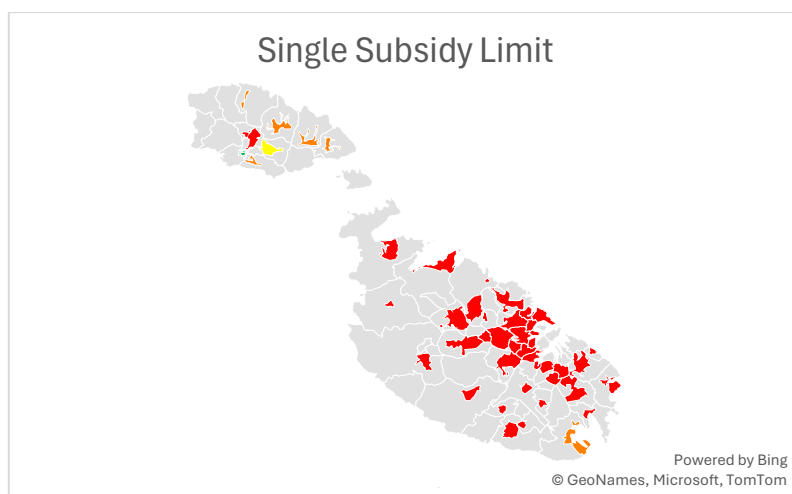 Single Subsidy Limit
Powered by Bing
© GeoNames, Microsoft, TomTom